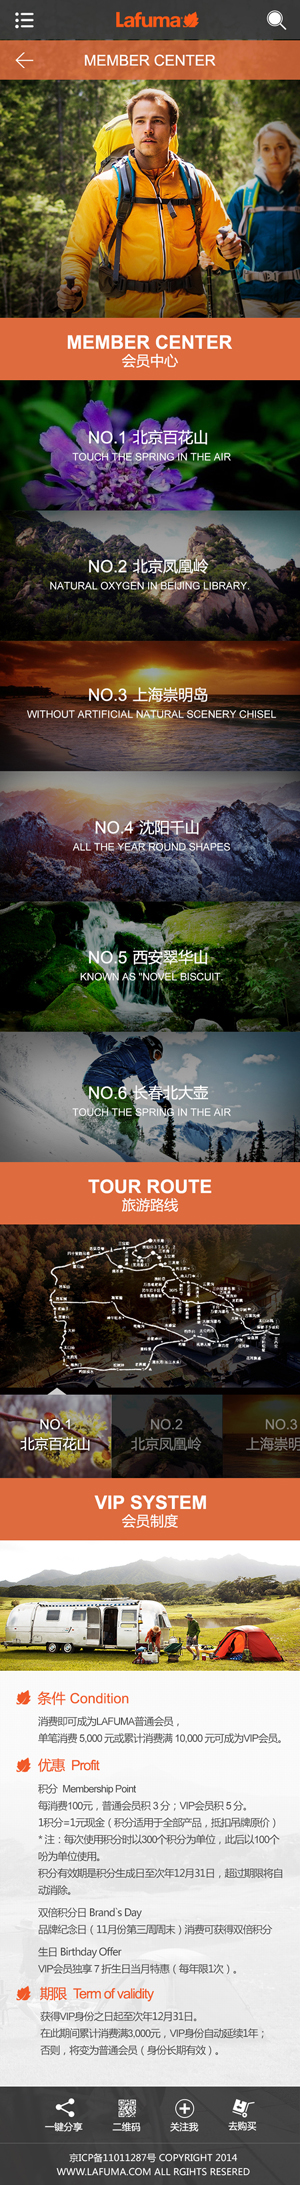 Lafuma
MEMBER CENTER
MEMBER CENTER
会员中心
NO.1 北京百花山
TOUCH THE SPRING IN THE AIR
NO.2 北京凤凰岭
NATURAL OXYGEN IN BEIJING LIBRARY.
NO.3 上海崇明岛
WITHOUT ARTIFICIAL NATURAL SCENERY CHISEL
NO.4 沈阳千山
ALL THE YEAR ROUND SHAPES
NO.5 西安翠华山
KNOWN AS "NOVEL BISCUIT.
NO.6 长春北大壶
TOUCH THE SPRING IN THE AIR
TOUR ROUTE
旅游路线
NO.1
北京百花山
NO.2
北京凤凰岭
NO.3
上海崇明
VIP SYSTEM
会员制度
条件 Condition
消费即可成为LAFUMA普通会员，
单笔消费 5,000 元或累计消费满 10,000 元可成为VIP会员。
优惠 Profit
积分 Membership Point
每消费100元，普通会员积 3 分；VIP会员积 5 分。
1积分=1元现金（积分适用于全部产品，抵扣吊牌原价）
* 注：每次使用积分时以300个积分为单位，此后以100个
吩为单位使用。
积分有效期是积分生成日至次年12月31日，超过期限将自
动消除。
双倍积分日 Brand`s Day
品牌纪念日（11月份第三周周末）消费可获得双倍积分
生日 Birthday Offer
VIP会员独享 7 折生日当月特惠（每年限1次）。
期限 Term of validity
获得VIP身份之日起至次年12月31日。
在此期间累计消费满3,000元，VIP身份自动延续1年；
否则，将变为普通会员（身份长期有效）。
一键分享 二维码 关注我 去购买
京ICP备11011287号 COPYRIGHT 2014
WWW.LAFUMA.COM ALL RGIHTS RESERED